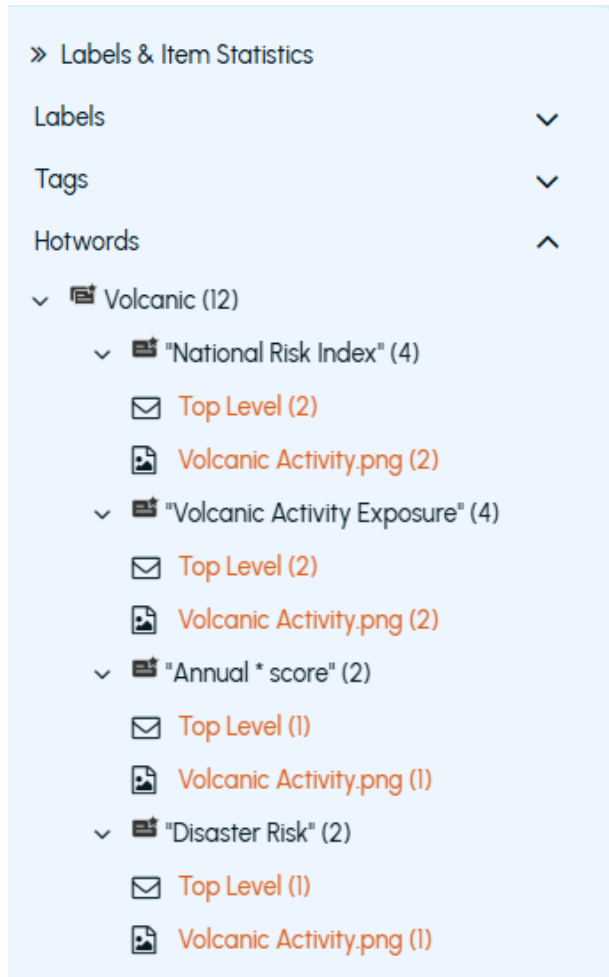 » Labels & Item Statistics
Labels
Tags
Hotwords
Volcanic (12)
"National Risk Index" (4)
Top Level (2)
Volcanic Activity.png (2)
"Volcanic Activity Exposure" (4)
Top Level (2)
Volcanic Activity.png (2)
"Annual * score" (2)
Top Level (1)
Volcanic Activity.png (1)
"Disaster Risk" (2)
Top Level (1)
Volcanic Activity.png (1)